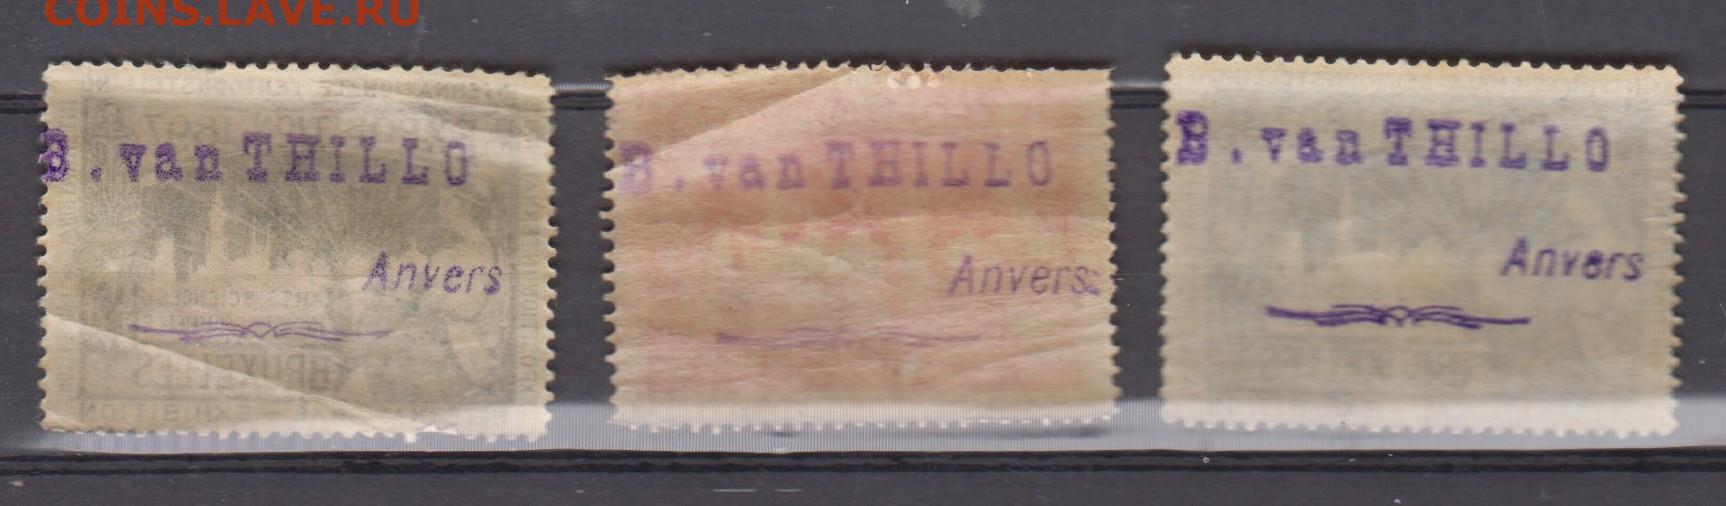 COINS.LAVE.RU
B. van THILLO
Anvers
B. van THILLO
Anvers
B. van THILLO
Anvers